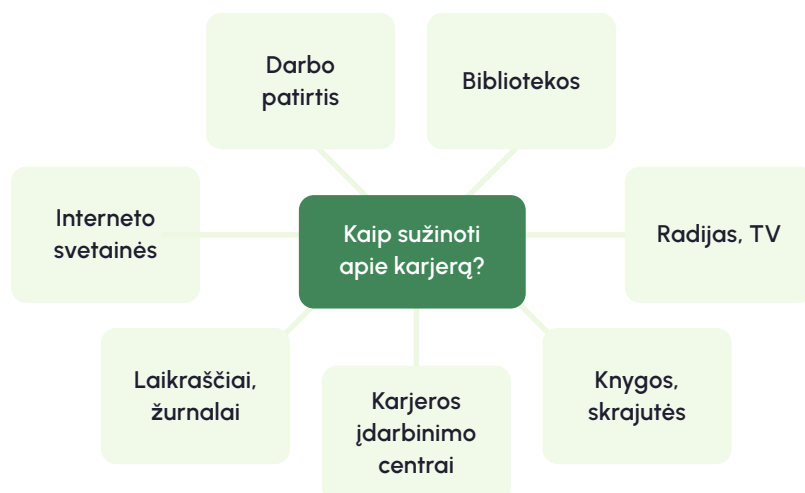 Darbo
patirtis
Bibliotekos
Interneto
svetainės
Kaip sužinoti
apie karjerą?
Radijas, TV
Laikraščiai,
žurnalai
Karjeros
įdarbinimo
centrai
Knygos,
skrajutės